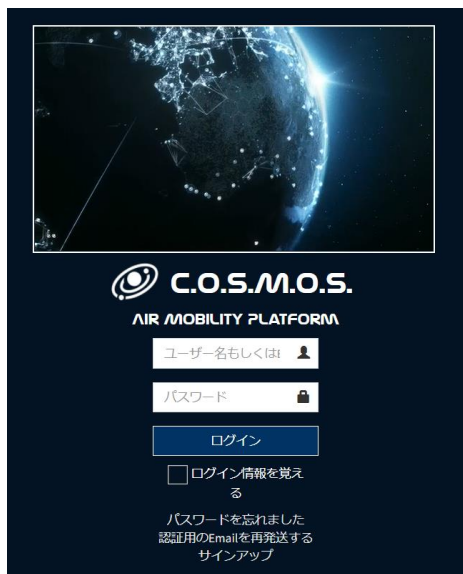 C.O.S.M.O.S.
AIR MOBILITY PLATFORM
ユーザー名もしくは
パスワード
ログイン
ログイン情報を覚え
る
パスワードを忘れました
認証用のEmailを再発送する
サインアップ